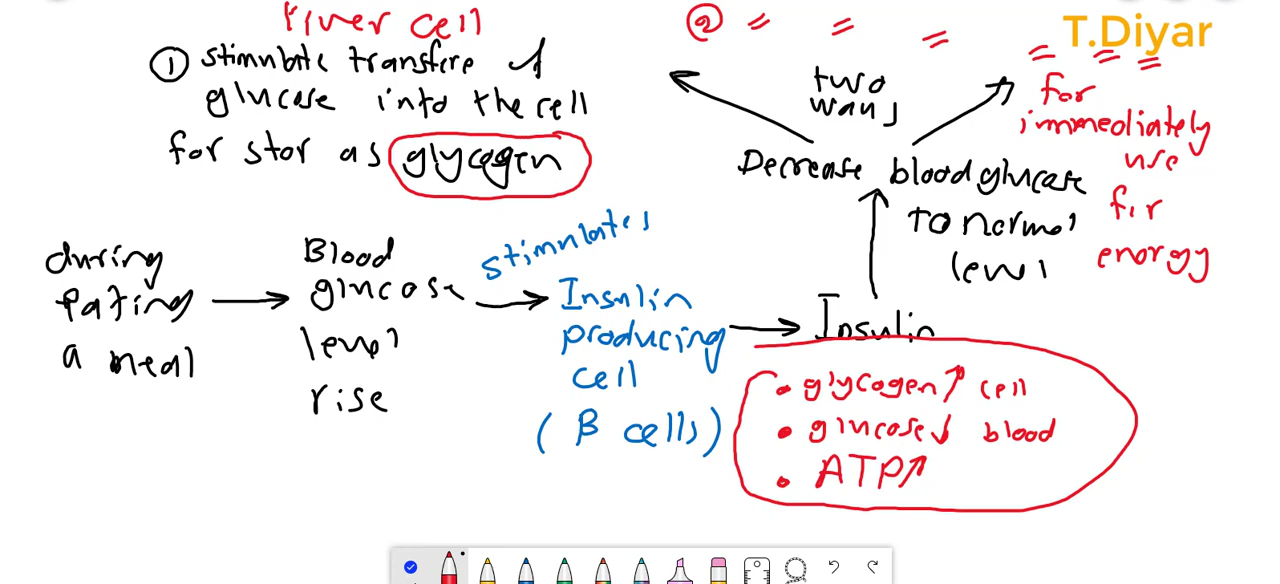 liver cell
① stimulate transfere of
glucose into the cell
for stor as glycogen
② = = = = = =
T.Diyar
for
immediately
use
for
energy
two
ways
Decrease blood glucose
to normal
level
during
eating
a meal
Blood
glucose
level
rise
stimulates
Insulin
producing
cell
( B cells )
Insulin
• glycogen ↑ cell
• glucose ↓ blood
• ATP ↑